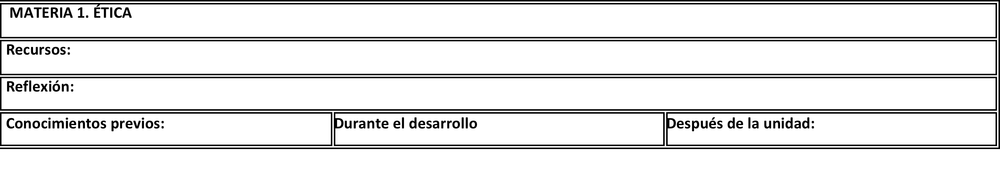 MATERIA 1. ÉTICA
Recursos:
Reflexión:
Conocimientos previos:
Durante el desarrollo
Después de la unidad: